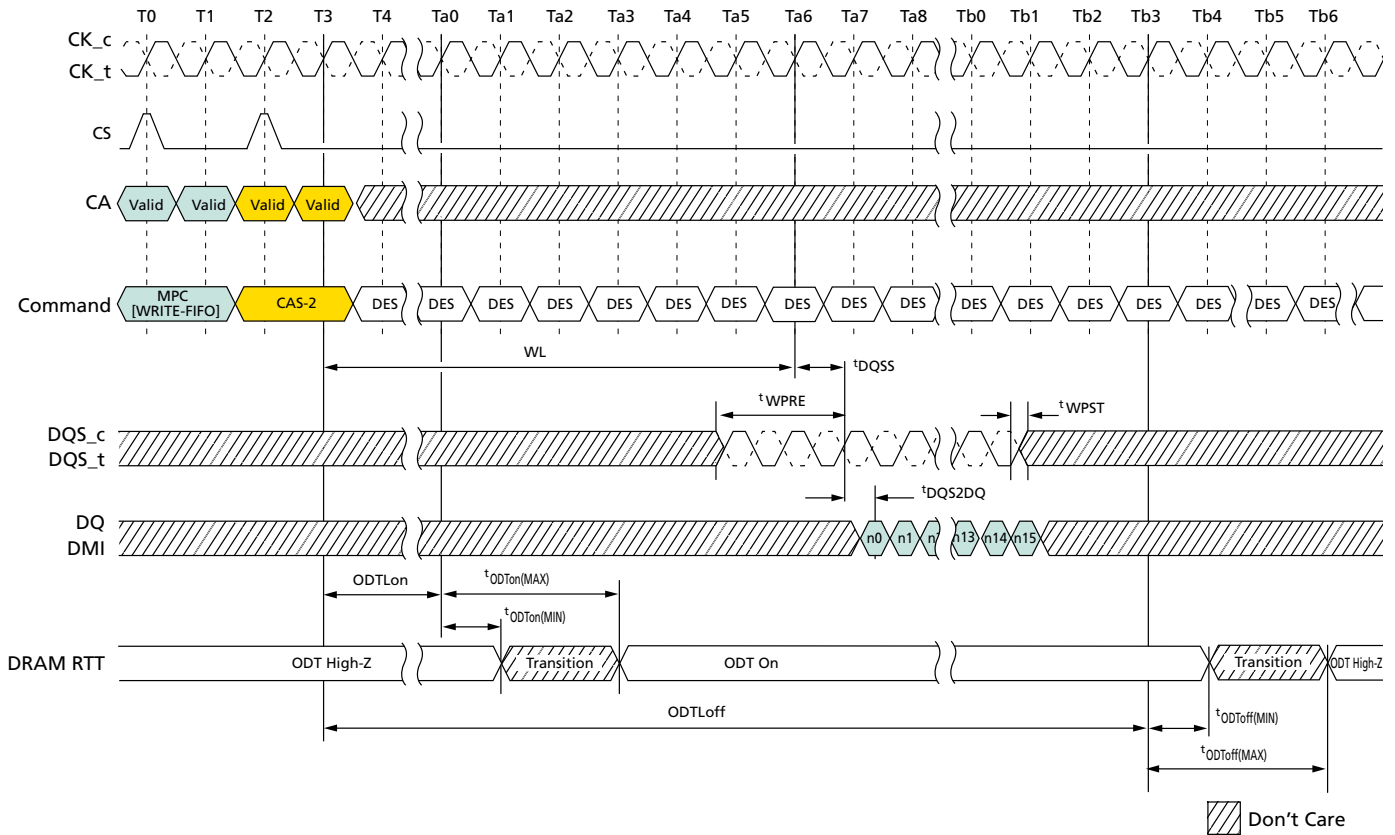 T0 T1 T2 T3 T4 Ta0 Ta1 Ta2 Ta3 Ta4 Ta5 Ta6 Ta7 Ta8 Tb0 Tb1 Tb2 Tb3 Tb4 Tb5 Tb6
CK_c
CK_t
CS
CA Valid Valid Valid Valid
Command MPC [WRITE-FIFO] CAS-2 DES DES DES DES DES DES DES DES DES DES DES DES DES DES DES DES DES
WL
tDQSS
tWPRE
tWPST
DQS_c
DQS_t
tDQS2DQ
DQ
DMI
n0 n1 n13 n14 n15
ODTLon
tODTon(MAX)
tODTon(MIN)
DRAM RTT ODT High-Z Transition ODT On Transition ODT High-Z
ODTLoff
tODToff(MIN)
tODToff(MAX)
Don't Care